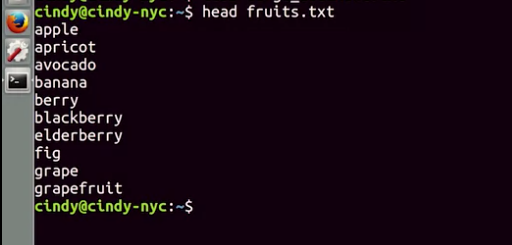 cindy@cindy-nyc:~$ head fruits.txt
apple
apricot
avocado
banana
berry
blackberry
elderberry
fig
grape
grapefruit
cindy@cindy-nyc:~$